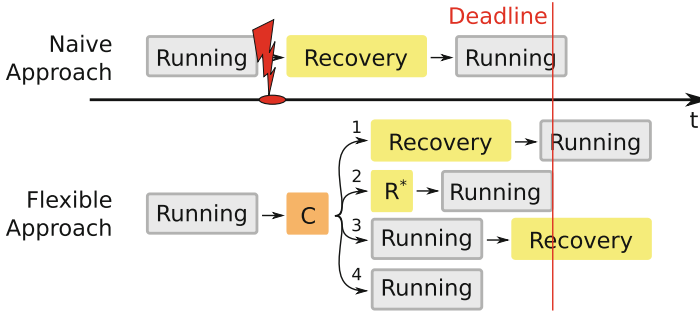 Deadline
Naive
Approach
Running
Recovery
Running
t
1
Recovery
Running
2
R*
Running
Flexible
Approach
Running
C
3
Running
Recovery
4
Running